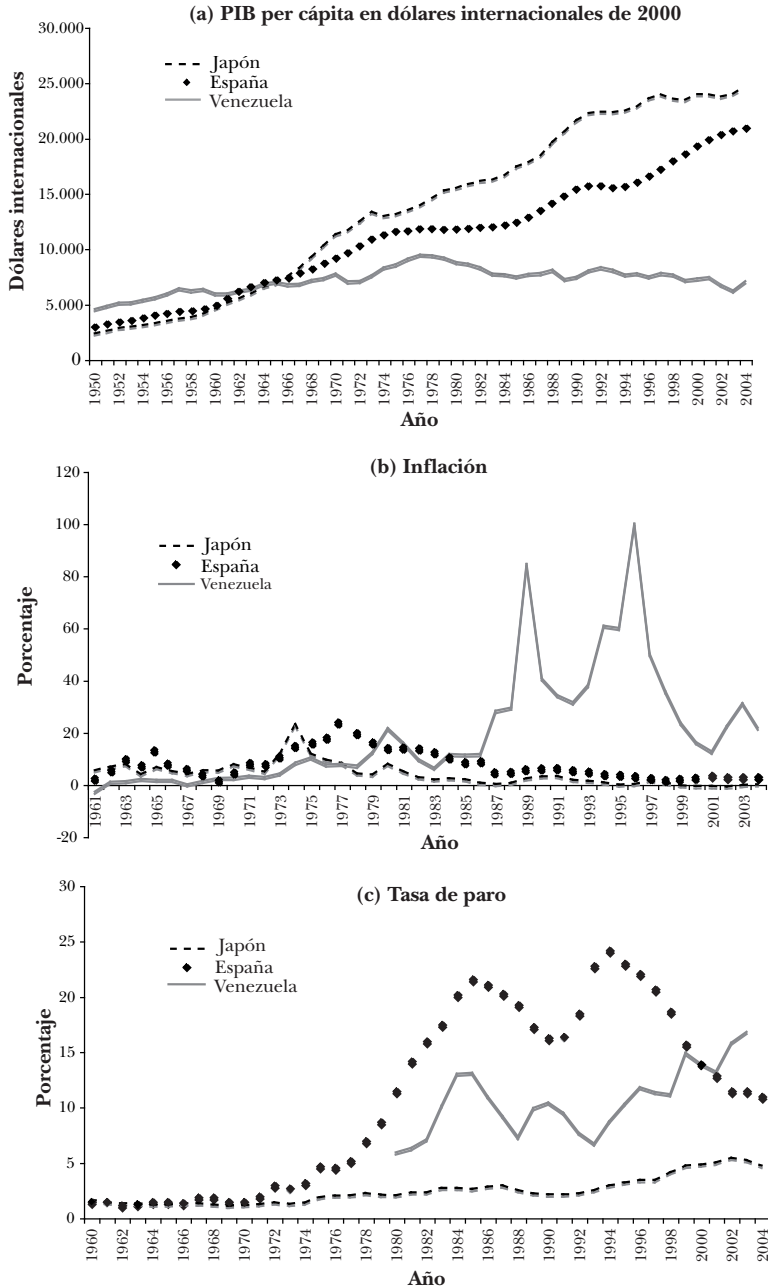 (a) PIB per cápita en dólares internacionales de 2000
30.000
25.000
20.000
15.000
10.000
5.000
0
Dólares internacionales
Japón
España
Venezuela
1950 1952 1954 1956 1958 1960 1962 1964 1966 1968 1970 1972 1974 1976 1978 1980 1982 1984 1986 1988 1990 1992 1994 1996 1998 2000 2002 2004
Año
(b) Inflación
120
100
80
60
40
20
0
-20
Porcentaje
Japón
España
Venezuela
1961 1963 1965 1967 1969 1971 1973 1975 1977 1979 1981 1983 1985 1987 1989 1991 1993 1995 1997 1999 2001 2003
Año
(c) Tasa de paro
30
25
20
15
10
5
0
Porcentaje
Japón
España
Venezuela
1960 1962 1964 1966 1968 1970 1972 1974 1976 1978 1980 1982 1984 1986 1988 1990 1992 1994 1996 1998 2000 2002 2004
Año